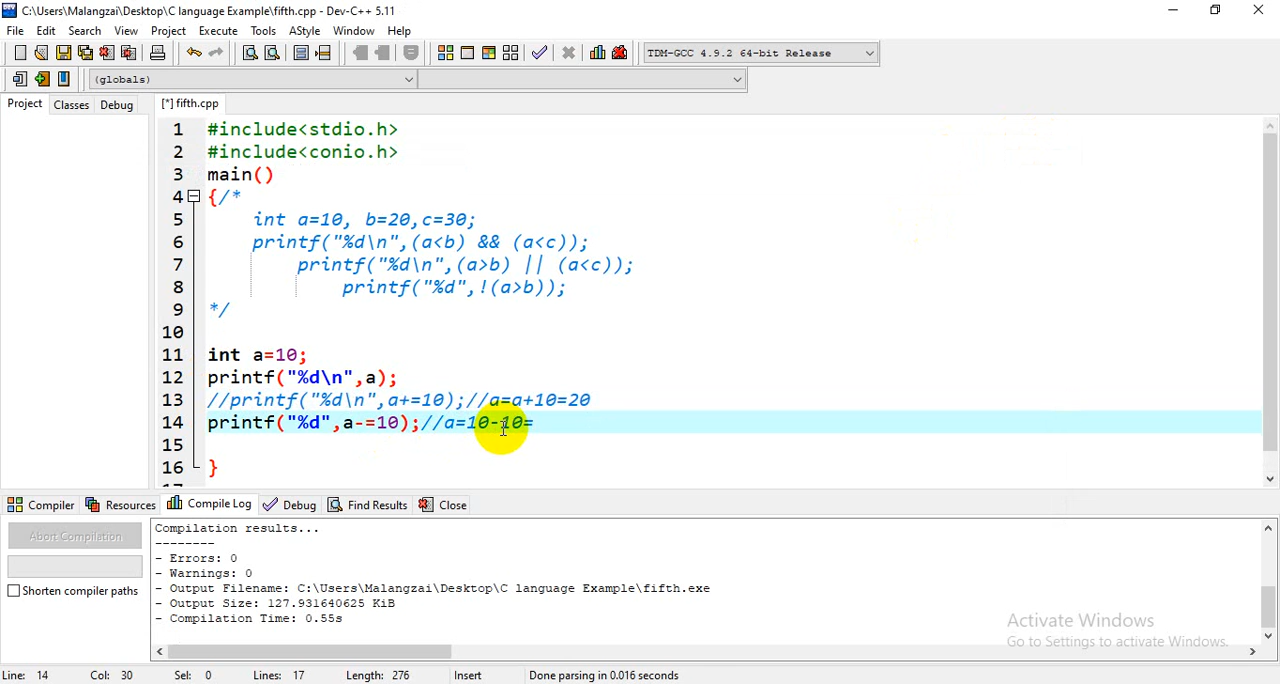 C:\Users\Malangzai\Desktop\C language Example\fifth.cpp - Dev-C++ 5.11
File Edit Search View Project Execute Tools AStyle Window Help
TDM-GCC 4.9.2 64-bit Release
(globals)
Project Classes Debug [*] fifth.cpp
1 #include<stdio.h>
2 #include<conio.h>
3 main()
4 {/*
5 int a=10, b=20,c=30;
6 printf("%d\n",(a<b) && (a<c));
7 printf("%d\n",(a>b) || (a<c));
8 printf("%d",!(a>b));
9 */
10
11 int a=10;
12 printf("%d\n",a);
13 //printf("%d\n",a+=10);//a=a+10=20
14 printf("%d",a-=10);//a=10-10=
15
16 }
17
Compiler Resources Compile Log Debug Find Results Close
Abort Compilation
Shorten compiler paths
Compilation results...
--------
- Errors: 0
- Warnings: 0
- Output Filename: C:\Users\Malangzai\Desktop\C language Example\fifth.exe
- Output Size: 127.931640625 KiB
- Compilation Time: 0.55s
Activate Windows
Go to Settings to activate Windows.
Line: 14 Col: 30 Sel: 0 Lines: 17 Length: 276 Insert Done parsing in 0.016 seconds